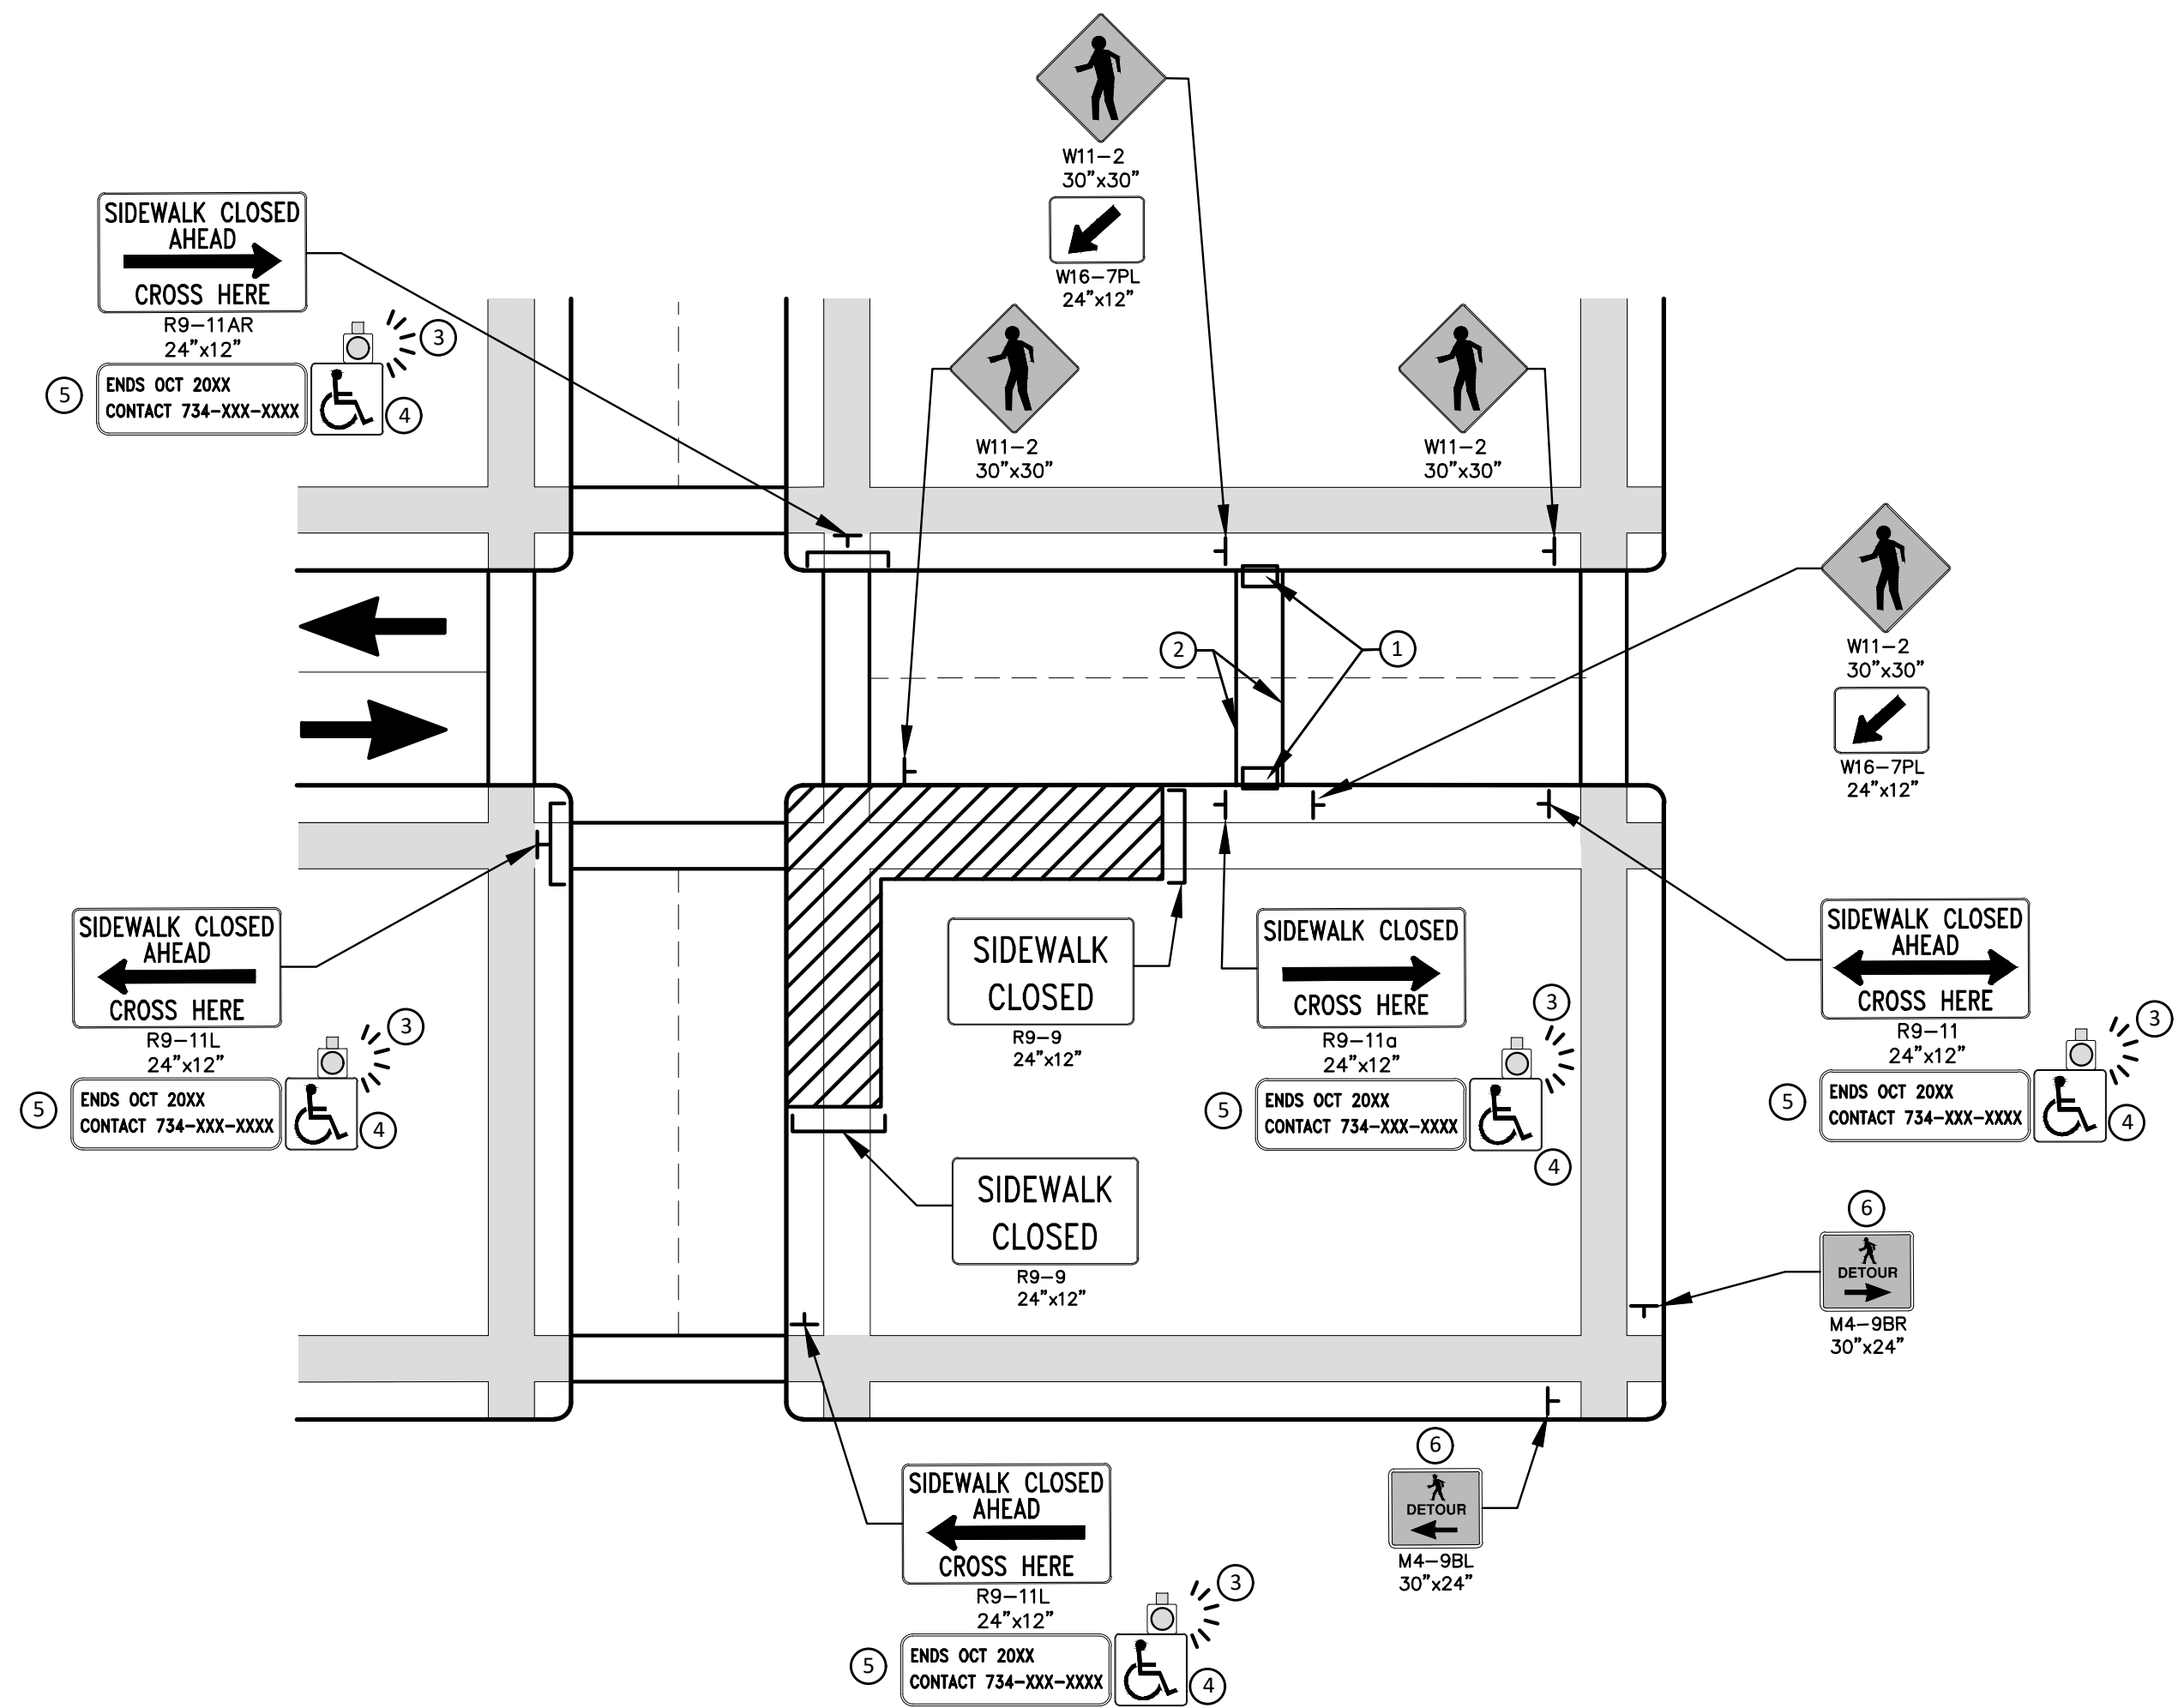 W11-2
30"x30"
W16-7PL
24"x12"
SIDEWALK CLOSED
AHEAD
CROSS HERE
R9-11AR
24"x12"
3
5
ENDS OCT 20XX
CONTACT 734-XXX-XXXX
4
W11-2
30"x30"
W11-2
30"x30"
W11-2
30"x30"
W16-7PL
24"x12"
2
1
SIDEWALK CLOSED
AHEAD
CROSS HERE
R9-11L
24"x12"
3
5
ENDS OCT 20XX
CONTACT 734-XXX-XXXX
4
SIDEWALK
CLOSED
R9-9
24"x12"
SIDEWALK CLOSED
CROSS HERE
R9-11a
24"x12"
3
5
ENDS OCT 20XX
CONTACT 734-XXX-XXXX
4
SIDEWALK CLOSED
AHEAD
CROSS HERE
R9-11
24"x12"
3
5
ENDS OCT 20XX
CONTACT 734-XXX-XXXX
4
SIDEWALK
CLOSED
R9-9
24"x12"
6
DETOUR
M4-9BR
30"x24"
6
DETOUR
M4-9BL
30"x24"
SIDEWALK CLOSED
AHEAD
CROSS HERE
R9-11L
24"x12"
3
5
ENDS OCT 20XX
CONTACT 734-XXX-XXXX
4